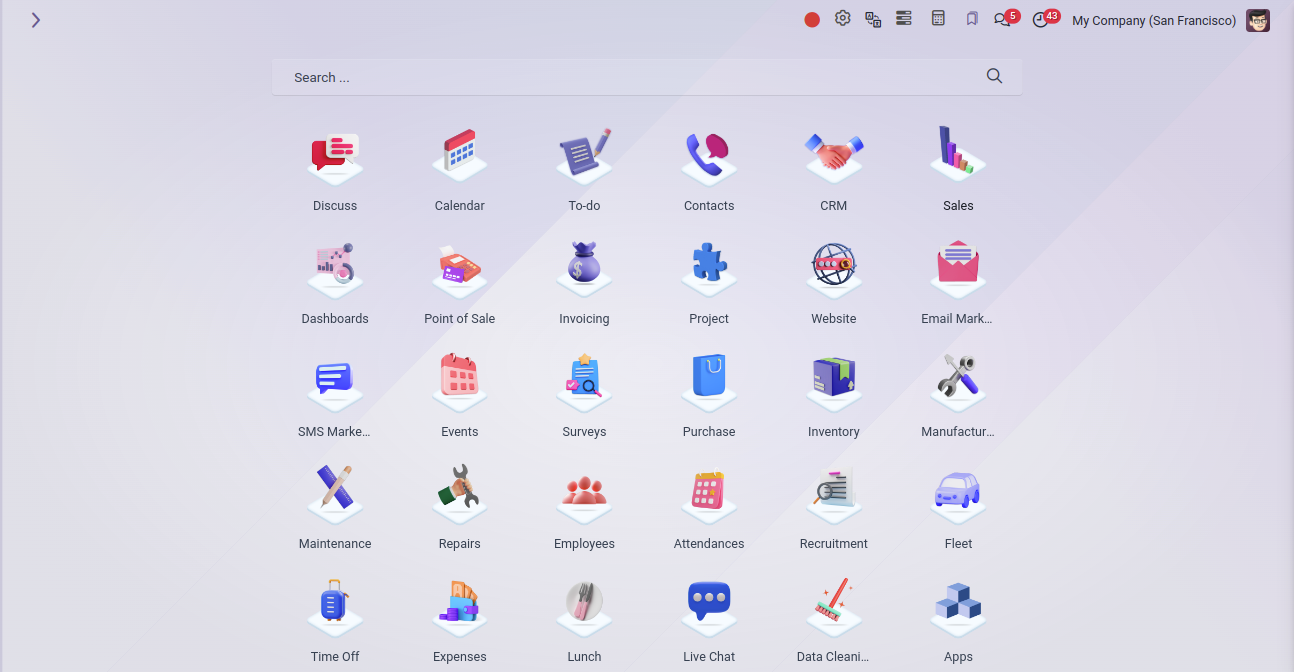 5
43
My Company (San Francisco)
Search ...
Discuss
Calendar
To-do
Contacts
CRM
Sales
Dashboards
Point of Sale
Invoicing
Project
Website
Email Mark...
SMS Marke...
Events
Surveys
Purchase
Inventory
Manufactur...
Maintenance
Repairs
Employees
Attendances
Recruitment
Fleet
Time Off
Expenses
Lunch
Live Chat
Data Cleani...
Apps